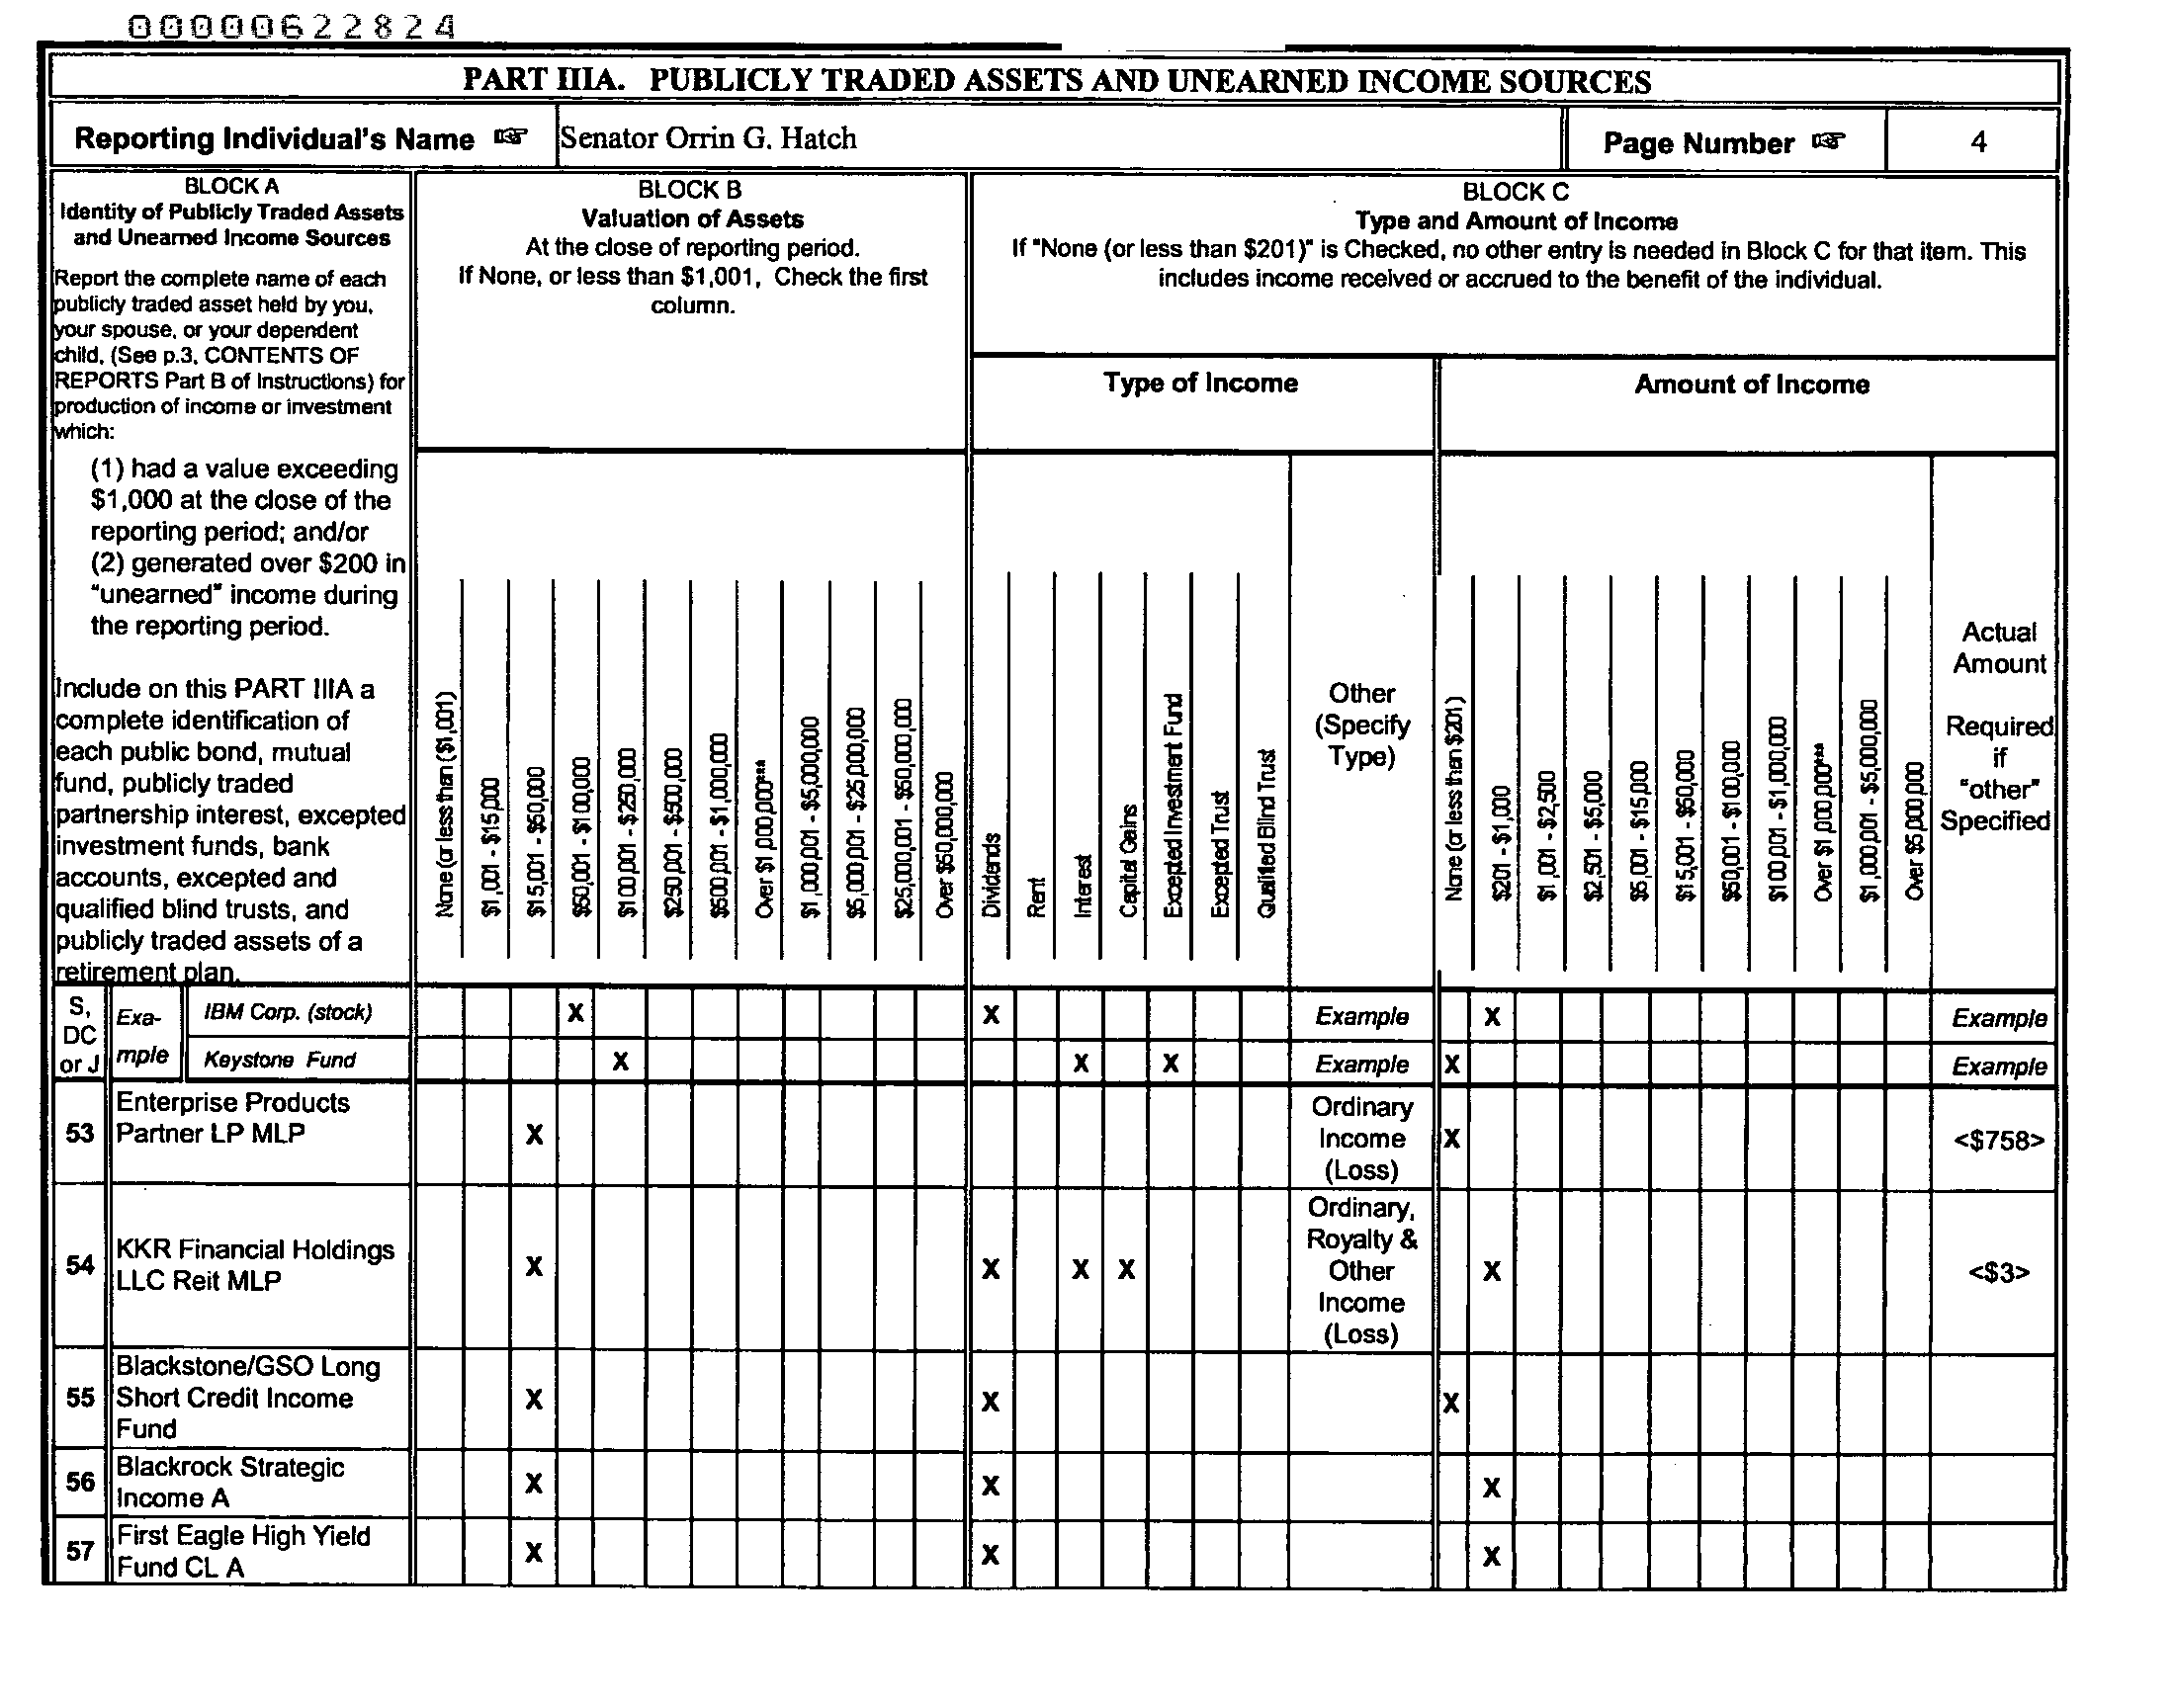 00000622824
PART IIIA. PUBLICLY TRADED ASSETS AND UNEARNED INCOME SOURCES
Reporting Individual's Name ☞ Senator Orrin G. Hatch Page Number ☞ 4
BLOCK A
Identity of Publicly Traded Assets
and Unearned Income Sources
Report the complete name of each
publicly traded asset held by you,
your spouse, or your dependent
child, (See p.3, CONTENTS OF
REPORTS Part B of Instructions) for
production of income or investment
which:
(1) had a value exceeding
$1,000 at the close of the
reporting period; and/or
(2) generated over $200 in
"unearned" income during
the reporting period.
Include on this PART IIIA a
complete identification of
each public bond, mutual
fund, publicly traded
partnership interest, excepted
investment funds, bank
accounts, excepted and
qualified blind trusts, and
publicly traded assets of a
retirement plan.
BLOCK B
Valuation of Assets
At the close of reporting period.
If None, or less than $1,001, Check the first
column.
None (or less than ($1,001)
$1,001 - $15,000
$15,001 - $50,000
$50,001 - $100,000
$100,001 - $250,000
$250,001 - $500,000
$500,001 - $1,000,000
Over $1,000,000***
$1,000,001 - $5,000,000
$5,000,001 - $25,000,000
$25,000,001 - $50,000,000
Over $50,000,000
BLOCK C
Type and Amount of Income
If "None (or less than $201)" is Checked, no other entry is needed in Block C for that item. This
includes income received or accrued to the benefit of the individual.
Type of Income
Dividends
Rent
Interest
Capital Gains
Excepted Investment Fund
Excepted Trust
Qualified Blind Trust
Other
(Specify
Type)
Amount of Income
None (or less than $201)
$201 - $1,000
$1,001 - $2,500
$2,501 - $5,000
$5,001 - $15,000
$15,001 - $50,000
$50,001 - $100,000
$100,001 - $1,000,000
Over $1,000,000***
$1,000,001 - $5,000,000
Over $5,000,000
Actual
Amount
Required
if
"other"
Specified
S,
DC
or J
Exa-
mple
IBM Corp. (stock) X X Example X Example
Keystone Fund X X X Example X Example
53
Enterprise Products
Partner LP MLP
X
Ordinary
Income
(Loss)
X <$758>
54
KKR Financial Holdings
LLC Reit MLP
X X X X
Ordinary,
Royalty &
Other
Income
(Loss)
X <$3>
55
Blackstone/GSO Long
Short Credit Income
Fund
X X X
56
Blackrock Strategic
Income A
X X X
57
First Eagle High Yield
Fund CL A
X X X